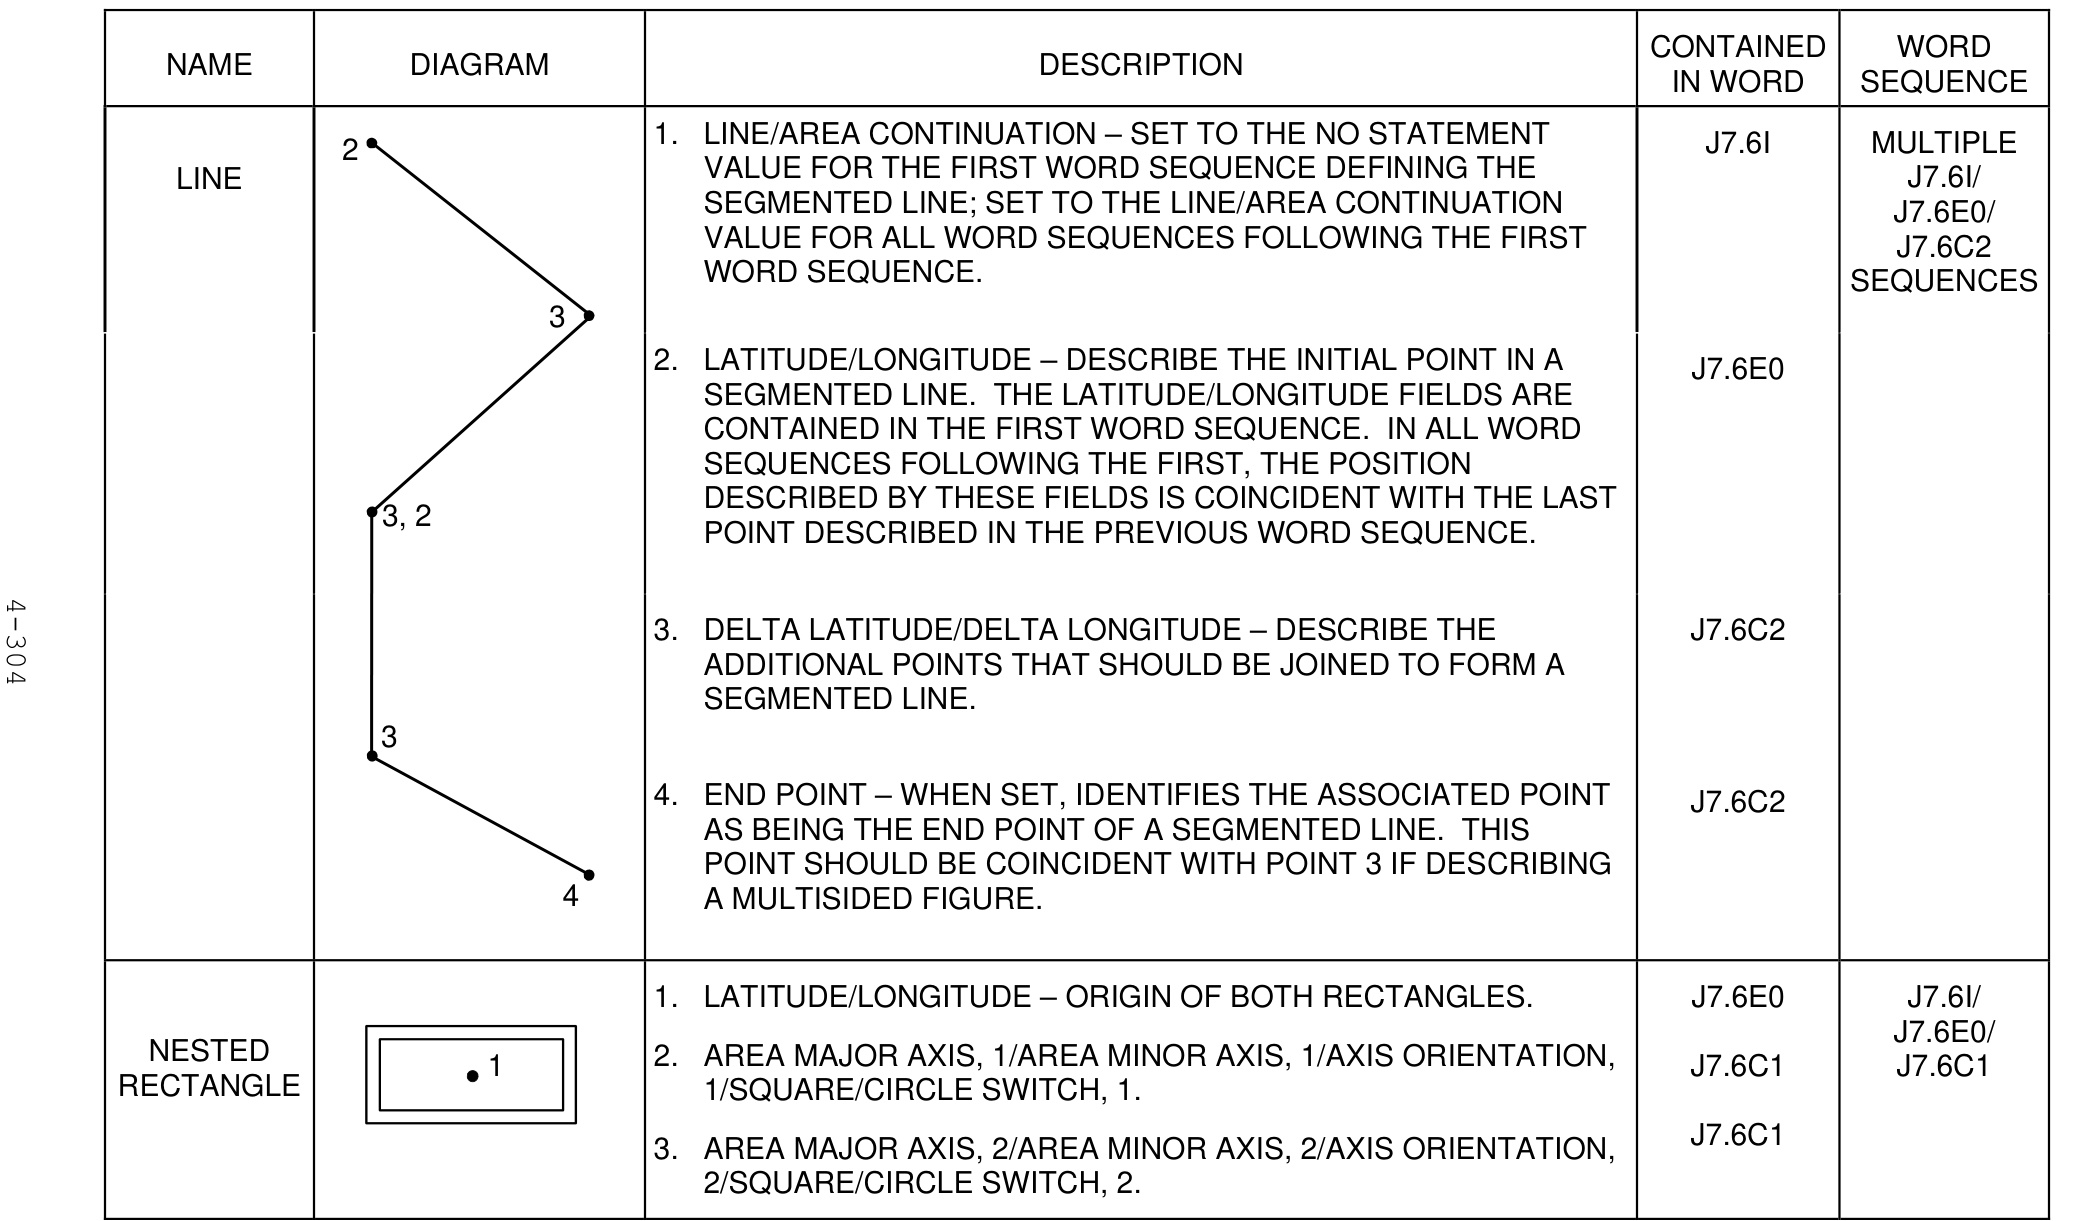 NAME
DIAGRAM
DESCRIPTION
CONTAINED
IN WORD
WORD
SEQUENCE
LINE
2
3
3, 2
3
4
1. LINE/AREA CONTINUATION – SET TO THE NO STATEMENT
VALUE FOR THE FIRST WORD SEQUENCE DEFINING THE
SEGMENTED LINE; SET TO THE LINE/AREA CONTINUATION
VALUE FOR ALL WORD SEQUENCES FOLLOWING THE FIRST
WORD SEQUENCE.
J7.6I
MULTIPLE
J7.6I/
J7.6E0/
J7.6C2
SEQUENCES
2. LATITUDE/LONGITUDE – DESCRIBE THE INITIAL POINT IN A
SEGMENTED LINE. THE LATITUDE/LONGITUDE FIELDS ARE
CONTAINED IN THE FIRST WORD SEQUENCE. IN ALL WORD
SEQUENCES FOLLOWING THE FIRST, THE POSITION
DESCRIBED BY THESE FIELDS IS COINCIDENT WITH THE LAST
POINT DESCRIBED IN THE PREVIOUS WORD SEQUENCE.
J7.6E0
3. DELTA LATITUDE/DELTA LONGITUDE – DESCRIBE THE
ADDITIONAL POINTS THAT SHOULD BE JOINED TO FORM A
SEGMENTED LINE.
J7.6C2
4. END POINT – WHEN SET, IDENTIFIES THE ASSOCIATED POINT
AS BEING THE END POINT OF A SEGMENTED LINE. THIS
POINT SHOULD BE COINCIDENT WITH POINT 3 IF DESCRIBING
A MULTISIDED FIGURE.
J7.6C2
NESTED
RECTANGLE
1
1. LATITUDE/LONGITUDE – ORIGIN OF BOTH RECTANGLES.
J7.6E0
2. AREA MAJOR AXIS, 1/AREA MINOR AXIS, 1/AXIS ORIENTATION,
1/SQUARE/CIRCLE SWITCH, 1.
J7.6C1
3. AREA MAJOR AXIS, 2/AREA MINOR AXIS, 2/AXIS ORIENTATION,
2/SQUARE/CIRCLE SWITCH, 2.
J7.6C1
J7.6I/
J7.6E0/
J7.6C1
4-304